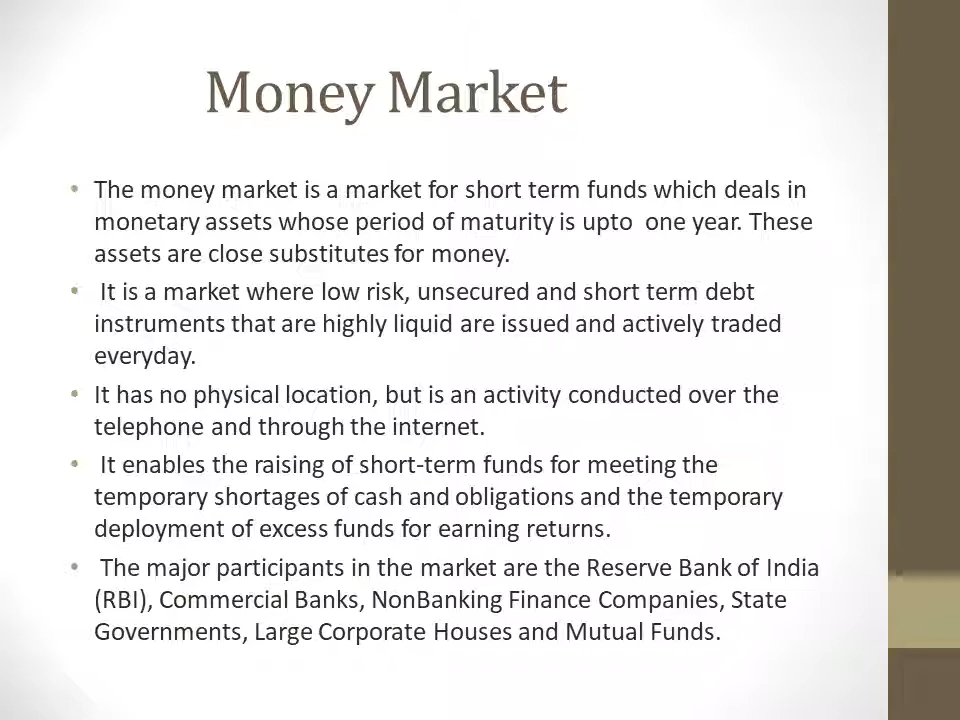 Money Market
• The money market is a market for short term funds which deals in
monetary assets whose period of maturity is upto  one year. These
assets are close substitutes for money.
•  It is a market where low risk, unsecured and short term debt
instruments that are highly liquid are issued and actively traded
everyday.
• It has no physical location, but is an activity conducted over the
telephone and through the internet.
•  It enables the raising of short-term funds for meeting the
temporary shortages of cash and obligations and the temporary
deployment of excess funds for earning returns.
•  The major participants in the market are the Reserve Bank of India
(RBI), Commercial Banks, NonBanking Finance Companies, State
Governments, Large Corporate Houses and Mutual Funds.